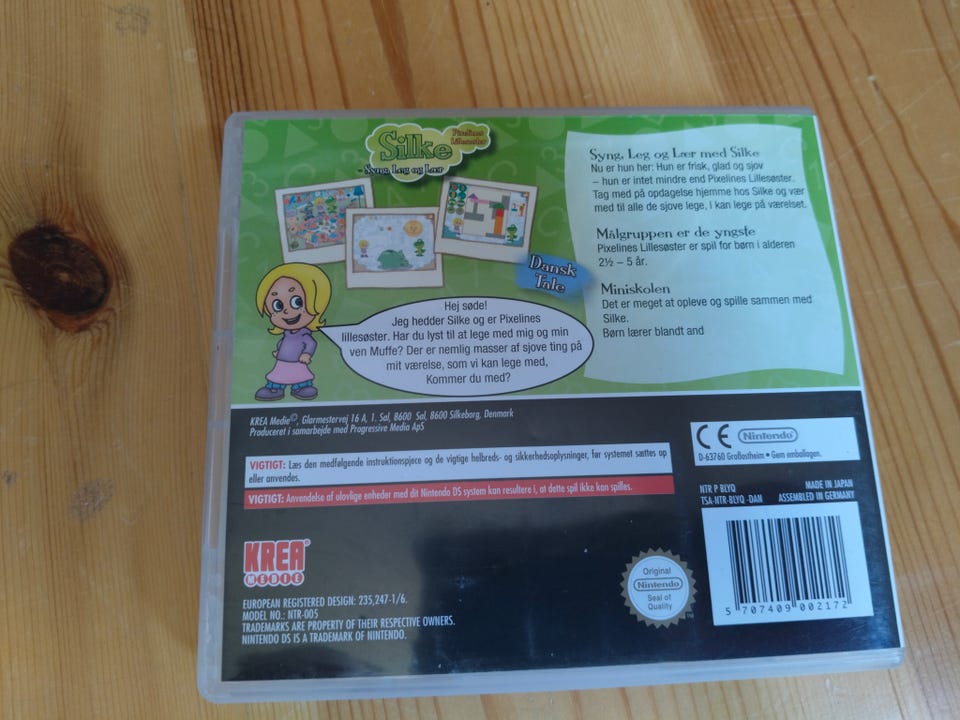 Silke
Pixelines
Lillesøster
- Syng, Leg og Lær
Dansk
Tale
Hej søde!
Jeg hedder Silke og er Pixelines
lillesøster. Har du lyst til at lege med mig og min
ven Muffe? Der er nemlig masser af sjove ting på
mit værelse, som vi kan lege med,
Kommer du med?
Syng, Leg og Lær med Silke
Nu er hun her: Hun er frisk, glad og sjov
– hun er intet mindre end Pixelines Lillesøster.
Tag med på opdagelse hjemme hos Silke og vær
med til alle de sjove lege, i kan lege på værelset.
Målgruppen er de yngste
Pixelines Lillesøster er spil for børn i alderen
2½ – 5 år.
Miniskolen
Det er meget at opleve og spille sammen med
Silke.
Børn lærer blandt and
KREA Medie©, Glarmestervej 16 A, 1. Sal, 8600 Sal, 8600 Silkeborg, Denmark
Produceret i samarbejde med Progressive Media ApS
VIGTIGT: Læs den medfølgende instruktionspjece og de vigtige helbreds- og sikkerhedsoplysninger, før systemet sættes op
eller anvendes.
VIGTIGT: Anvendelse af ulovlige enheder med dit Nintendo DS system kan resultere i, at dette spil ikke kan spilles.
CE Nintendo
D-63760 Großostheim • Gem emballagen.
NTR P BLYQ MADE IN JAPAN
TSA-NTR-BLYQ -DAN ASSEMBLED IN GERMANY
KREA®
MEDIE
EUROPEAN REGISTERED DESIGN: 235,247-1/6.
MODEL NO.: NTR-005
TRADEMARKS ARE PROPERTY OF THEIR RESPECTIVE OWNERS.
NINTENDO DS IS A TRADEMARK OF NINTENDO.
Original
Nintendo
Seal of
Quality
TM
5 707409 002172